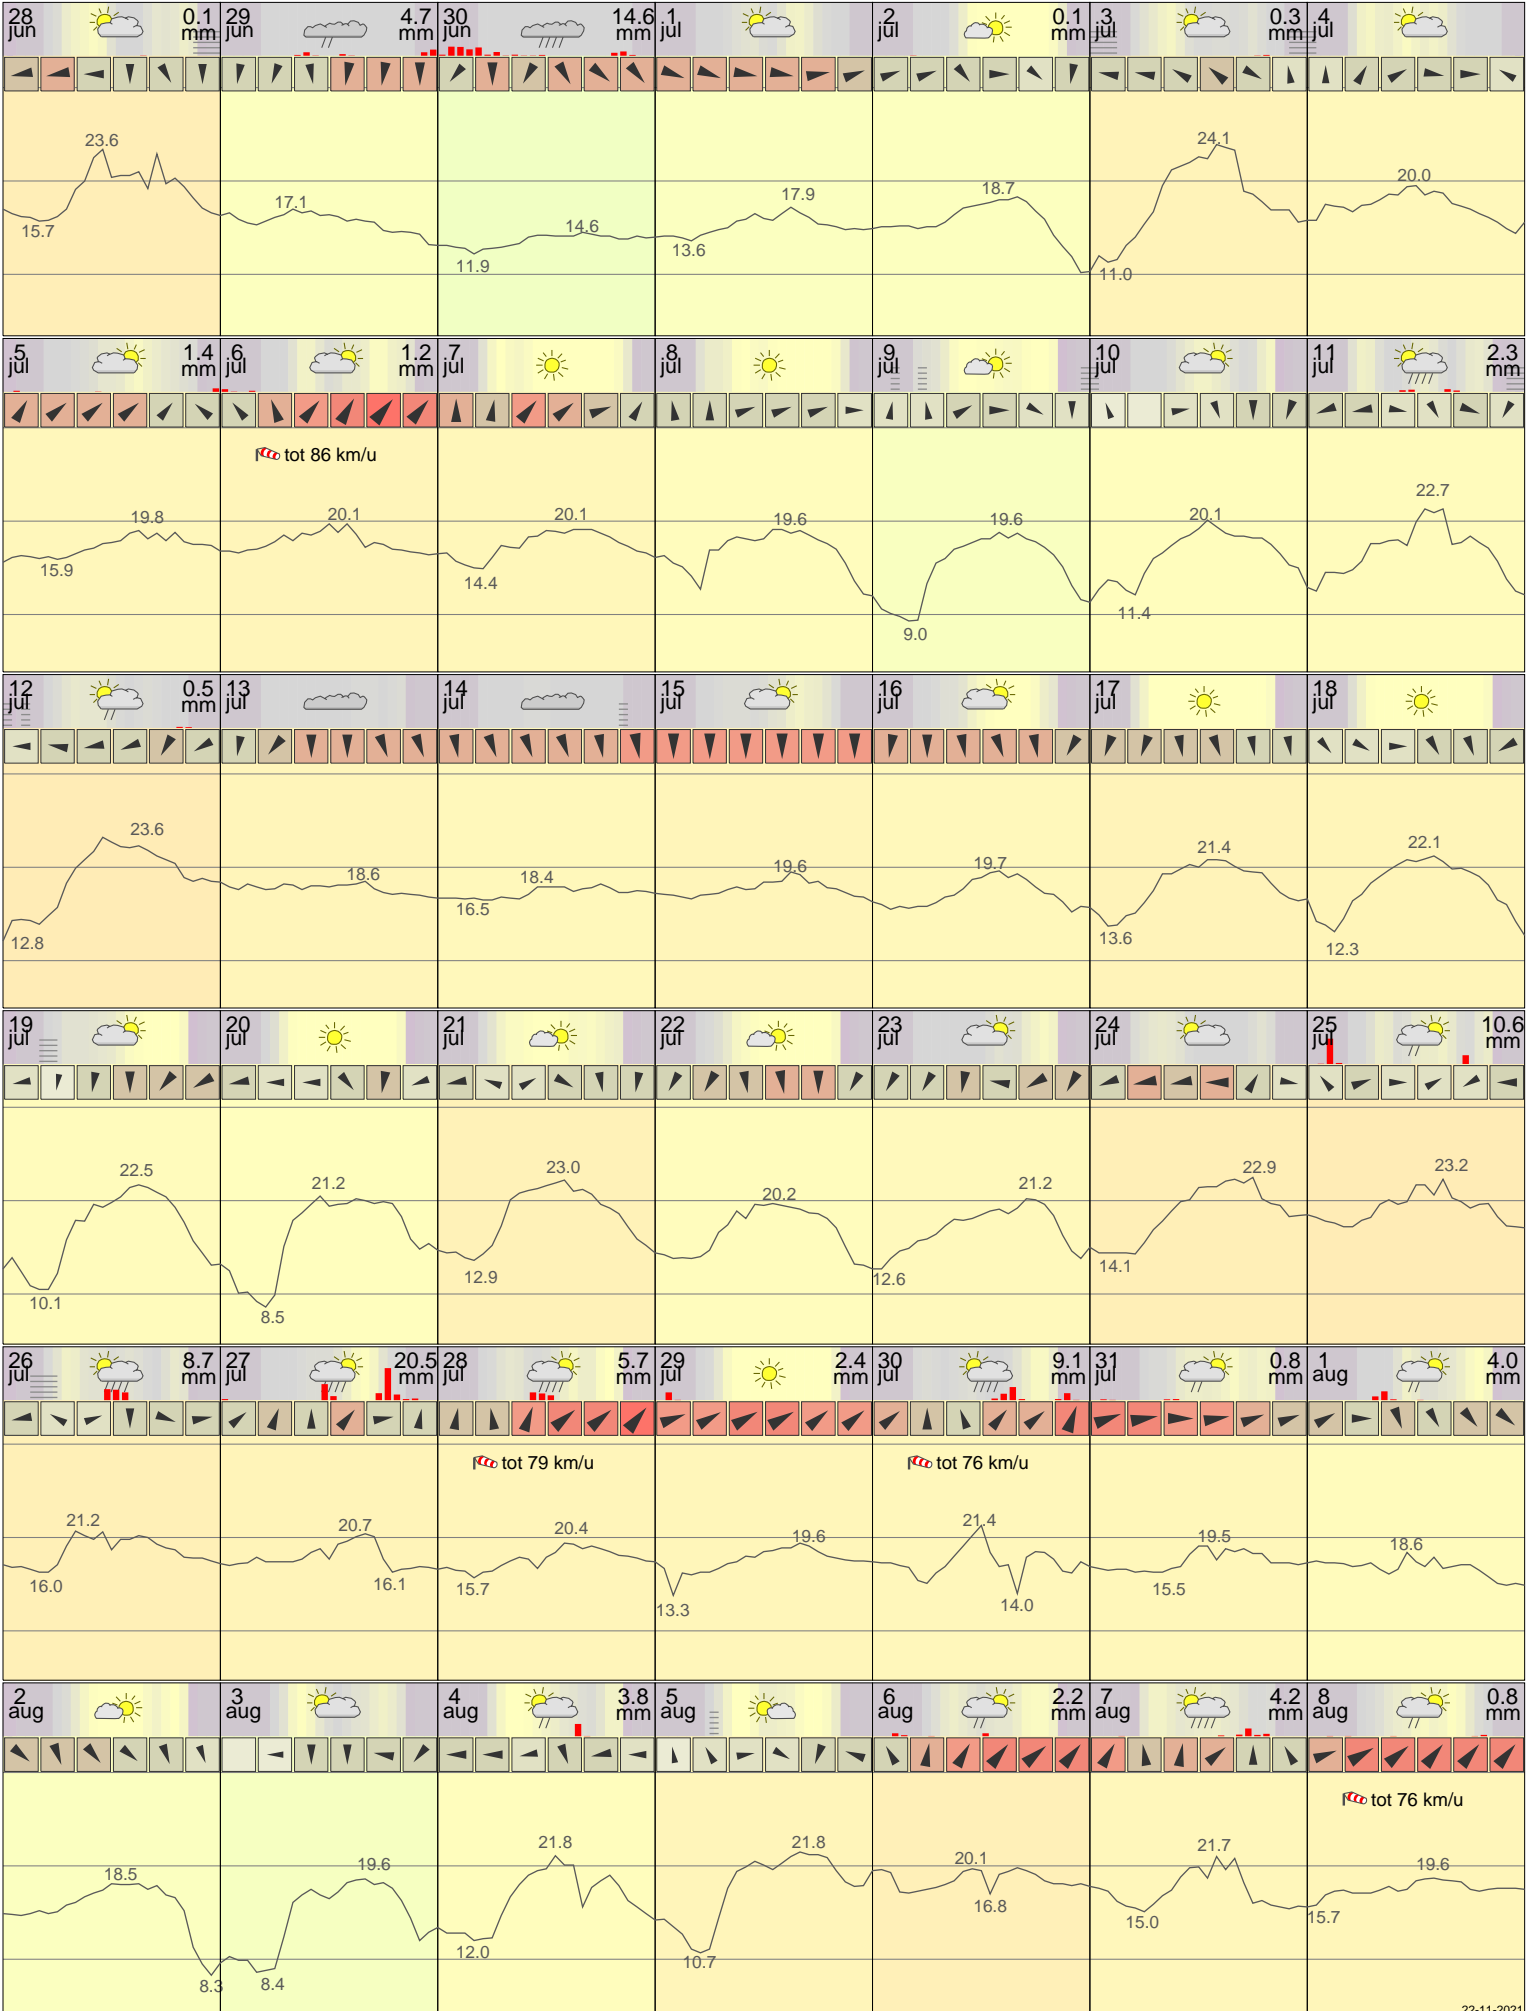 28 jun 0.1 mm 29 jun 4.7 mm 30 jun 14.6 mm 1 jul 2 jul 0.1 mm 3 jul 0.3 mm 4 jul
23.6 15.7 17.1 11.9 14.6 13.6 17.9 18.7 11.0 24.1 20.0
5 jul 1.4 mm 6 jul 1.2 mm 7 jul 8 jul 9 jul 10 jul 11 jul 2.3 mm
tot 86 km/u
15.9 19.8 20.1 14.4 20.1 19.6 9.0 19.6 11.4 20.1 22.7
12 jul 0.5 mm 13 jul 14 jul 15 jul 16 jul 17 jul 18 jul
12.8 23.6 18.6 16.5 18.4 19.6 19.7 13.6 21.4 12.3 22.1
19 jul 20 jul 21 jul 22 jul 23 jul 24 jul 25 jul 10.6 mm
10.1 22.5 8.5 21.2 12.9 23.0 20.2 12.6 21.2 14.1 22.9 23.2
26 jul 8.7 mm 27 jul 20.5 mm 28 jul 5.7 mm 29 jul 2.4 mm 30 jul 9.1 mm 31 jul 0.8 mm 1 aug 4.0 mm
tot 79 km/u tot 76 km/u
16.0 21.2 20.7 16.1 15.7 20.4 13.3 19.6 21.4 14.0 15.5 19.5 18.6
2 aug 3 aug 4 aug 3.8 mm 5 aug 6 aug 2.2 mm 7 aug 4.2 mm 8 aug 0.8 mm
tot 76 km/u
18.5 8.3 8.4 19.6 12.0 21.8 10.7 21.8 20.1 16.8 15.0 21.7 15.7 19.6
22-11-2021